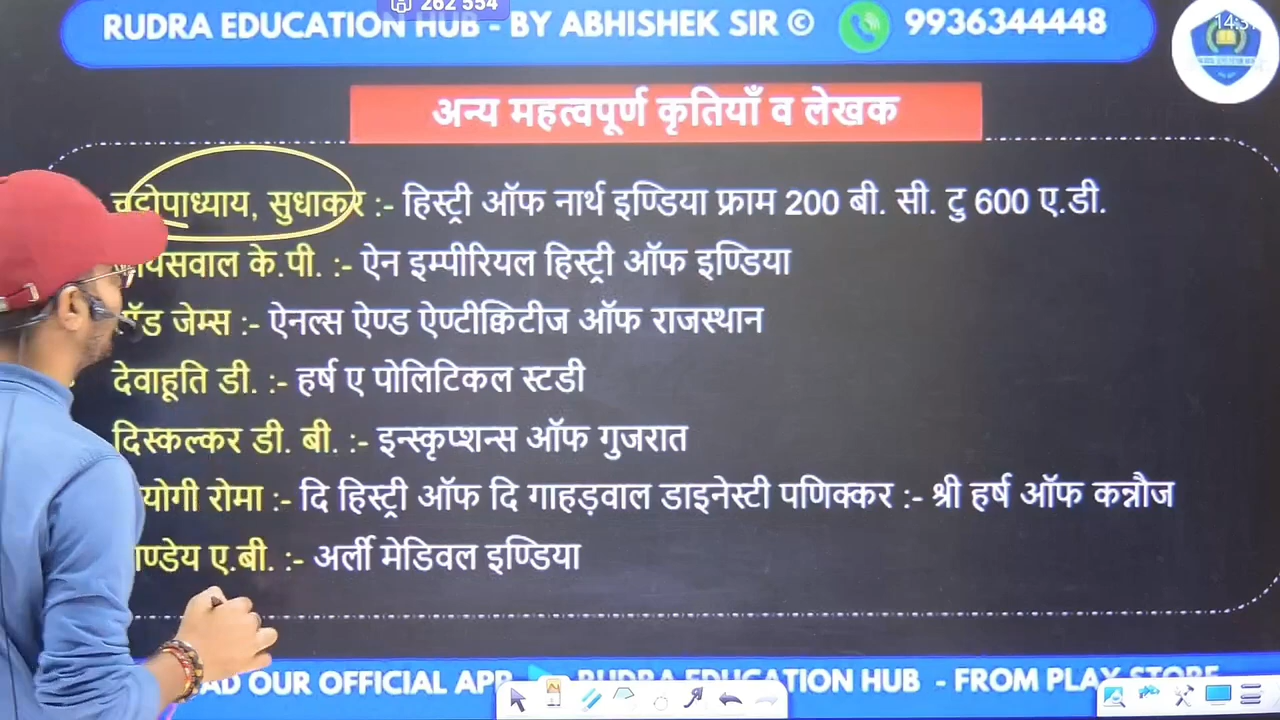 262 554
RUDRA EDUCATION HUB - BY ABHISHEK SIR © 9936344448
अन्य महत्वपूर्ण कृतियाँ व लेखक
चट्टोपाध्याय, सुधाकर :- हिस्ट्री ऑफ नार्थ इण्डिया फ्राम 200 बी. सी. टु 600 ए.डी.
के.पी. :- ऐन इम्पीरियल हिस्ट्री ऑफ इण्डिया
जेम्स :- ऐनल्स ऐण्ड ऐण्टीक्विटीज ऑफ राजस्थान
देवाहूति डी. :- हर्ष ए पोलिटिकल स्टडी
दिस्कल्कर डी. बी. :- इन्स्कृप्शन्स ऑफ गुजरात
रोमा :- दि हिस्ट्री ऑफ दि गाहड़वाल डाइनेस्टी पणिक्कर :- श्री हर्ष ऑफ कन्नौज
ए.बी. :- अर्ली मेडिवल इण्डिया
OUR OFFICIAL APP RUDRA EDUCATION HUB - FROM PLAY STORE